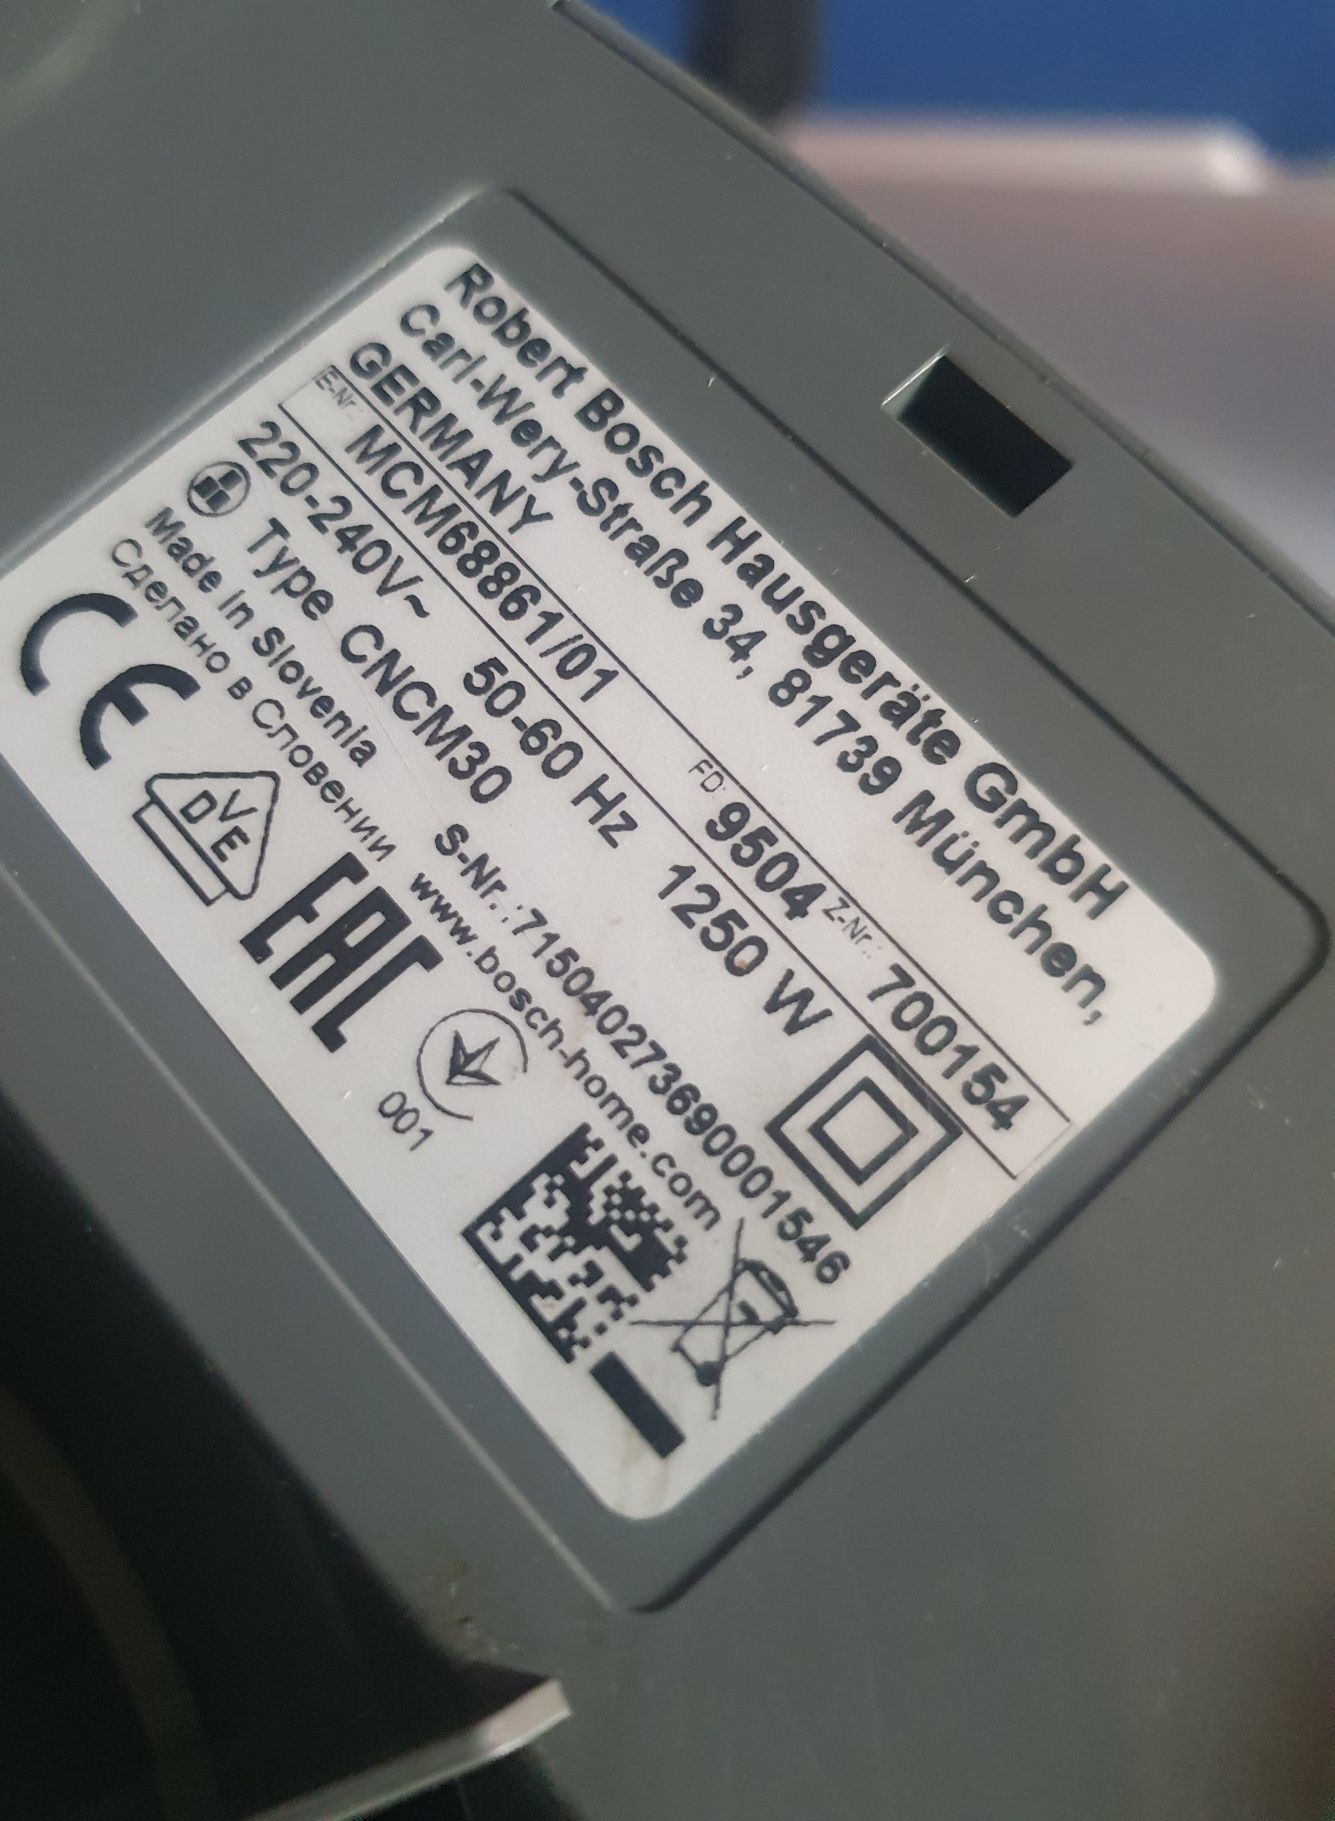 Robert Bosch Hausgeräte GmbH
Carl-Wery-Straße 34, 81739 München,
GERMANY
E-Nr.: MCM68861/01 FD: 9504 Z-Nr.: 700154
220-240V~ 50-60 Hz 1250 W
Type CNCM30
Made in Slovenia S-Nr.:715040273690001546
Сделано в Словении www.bosch-home.com
CE DVE EAC
001